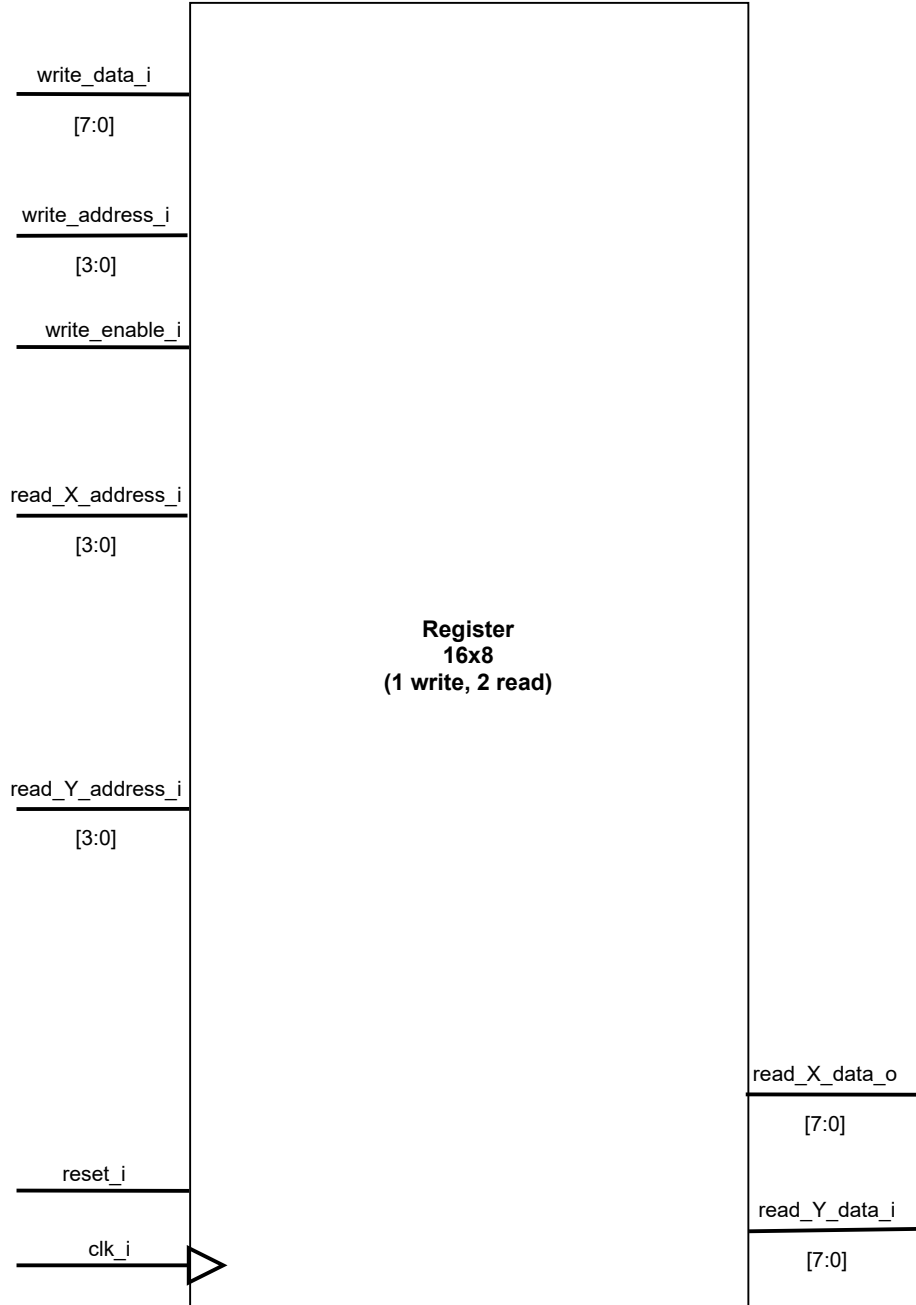 write_data_i
[7:0]
write_address_i
[3:0]
write_enable_i
read_X_address_i
[3:0]
Register
16x8
(1 write, 2 read)
read_Y_address_i
[3:0]
read_X_data_o
[7:0]
reset_i
read_Y_data_i
[7:0]
clk_i